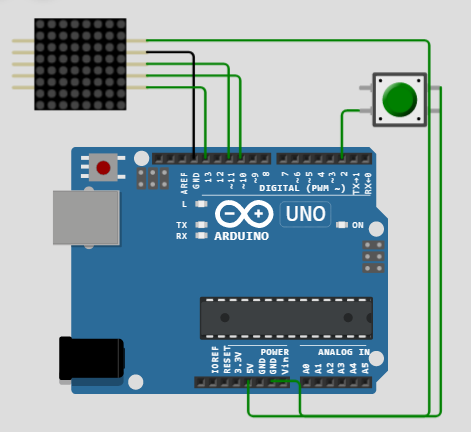 AREF
GND
13
12
~11
~10
~9
8
7
~6
~5
4
~3
2
TX→1
RX←0
DIGITAL (PWM ~)
L
UNO
TX
RX
ARDUINO
ON
IOREF
RESET
3.3V
5V
GND
GND
Vin
POWER
ANALOG IN
A0
A1
A2
A3
A4
A5